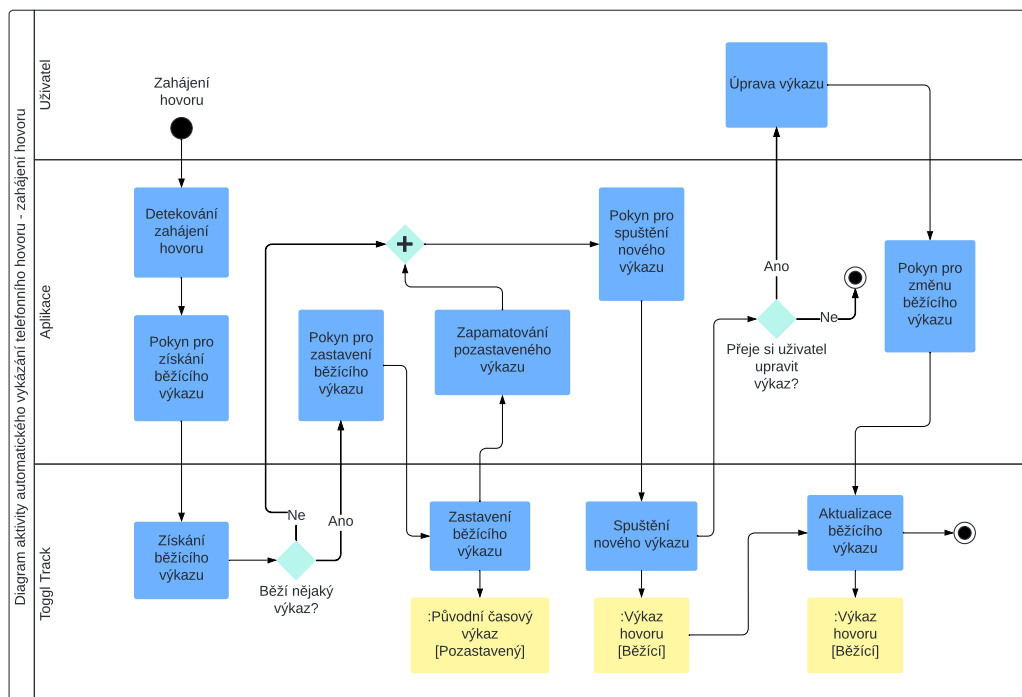 Diagram aktivity automatického vykázání telefonního hovoru - zahájení hovoru
Uživatel
Zahájení
hovoru
Úprava výkazu
Aplikace
Detekování
zahájení
hovoru
Pokyn pro
získání
běžícího
výkazu
Pokyn pro
zastavení
běžícího
výkazu
Zapamatování
pozastaveného
výkazu
Pokyn pro
spuštění
nového
výkazu
Ano
Ne
Přeje si uživatel
upravit
výkaz?
Pokyn pro
změnu
běžícího
výkazu
Toggl Track
Získání
běžícího
výkazu
Ne
Ano
Běží nějaký
výkaz?
Zastavení
běžícího
výkazu
:Původní časový
výkaz
[Pozastavený]
Spuštění
nového výkazu
:Výkaz
hovoru
[Běžící]
Aktualizace
běžícího
výkazu
:Výkaz
hovoru
[Běžící]